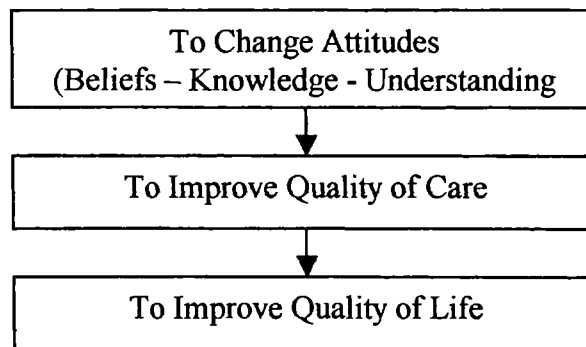 To Change Attitudes
(Beliefs – Knowledge - Understanding
To Improve Quality of Care
To Improve Quality of Life